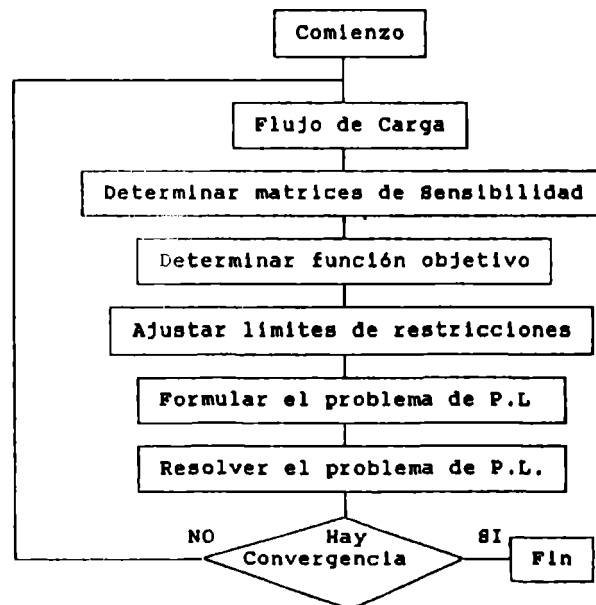 Comienzo
Flujo de Carga
Determinar matrices de Sensibilidad
Determinar función objetivo
Ajustar límites de restricciones
Formular el problema de P.L
Resolver el problema de P.L.
NO
Hay
Convergencia
SI
Fin